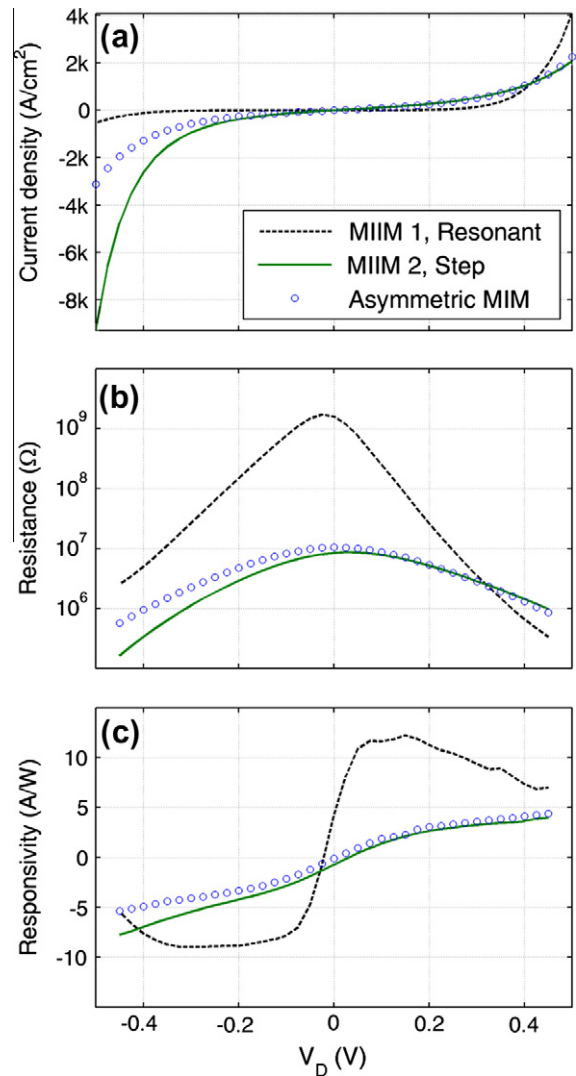 (a)
4k
2k
0
-2k
-4k
-6k
-8k
Current density (A/cm²)
MIIM 1, Resonant
MIIM 2, Step
Asymmetric MIM
(b)
10⁹
10⁸
10⁷
10⁶
Resistance (Ω)
(c)
10
5
0
-5
-10
Responsivity (A/W)
-0.4 -0.2 0 0.2 0.4
V_D (V)